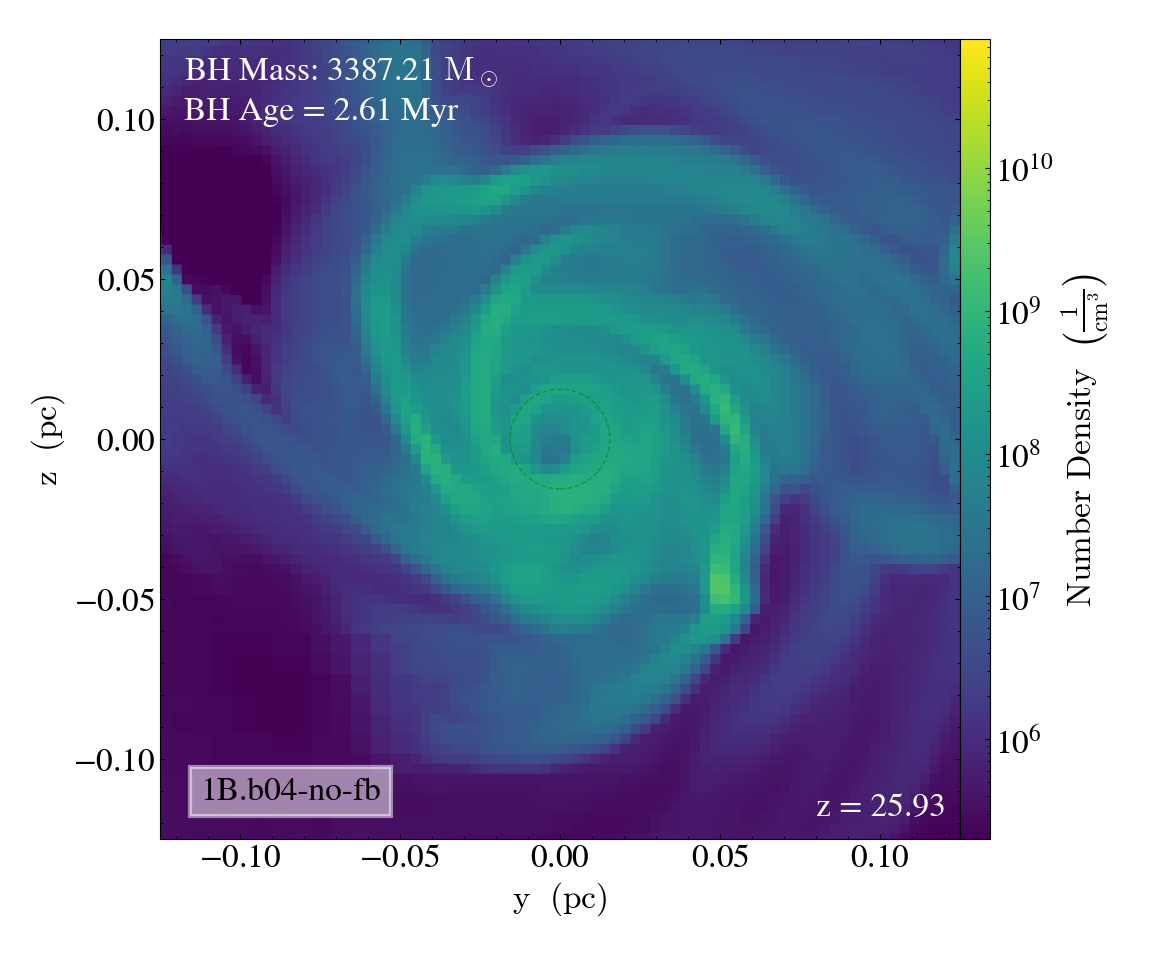 BH Mass: 3387.21 M☉
BH Age = 2.61 Myr
0.10
0.05
0.00
−0.05
−0.10
z (pc)
1B.b04-no-fb
z = 25.93
−0.10 −0.05 0.00 0.05 0.10
y (pc)
10¹⁰
10⁹
10⁸
10⁷
10⁶
Number Density (1/cm³)